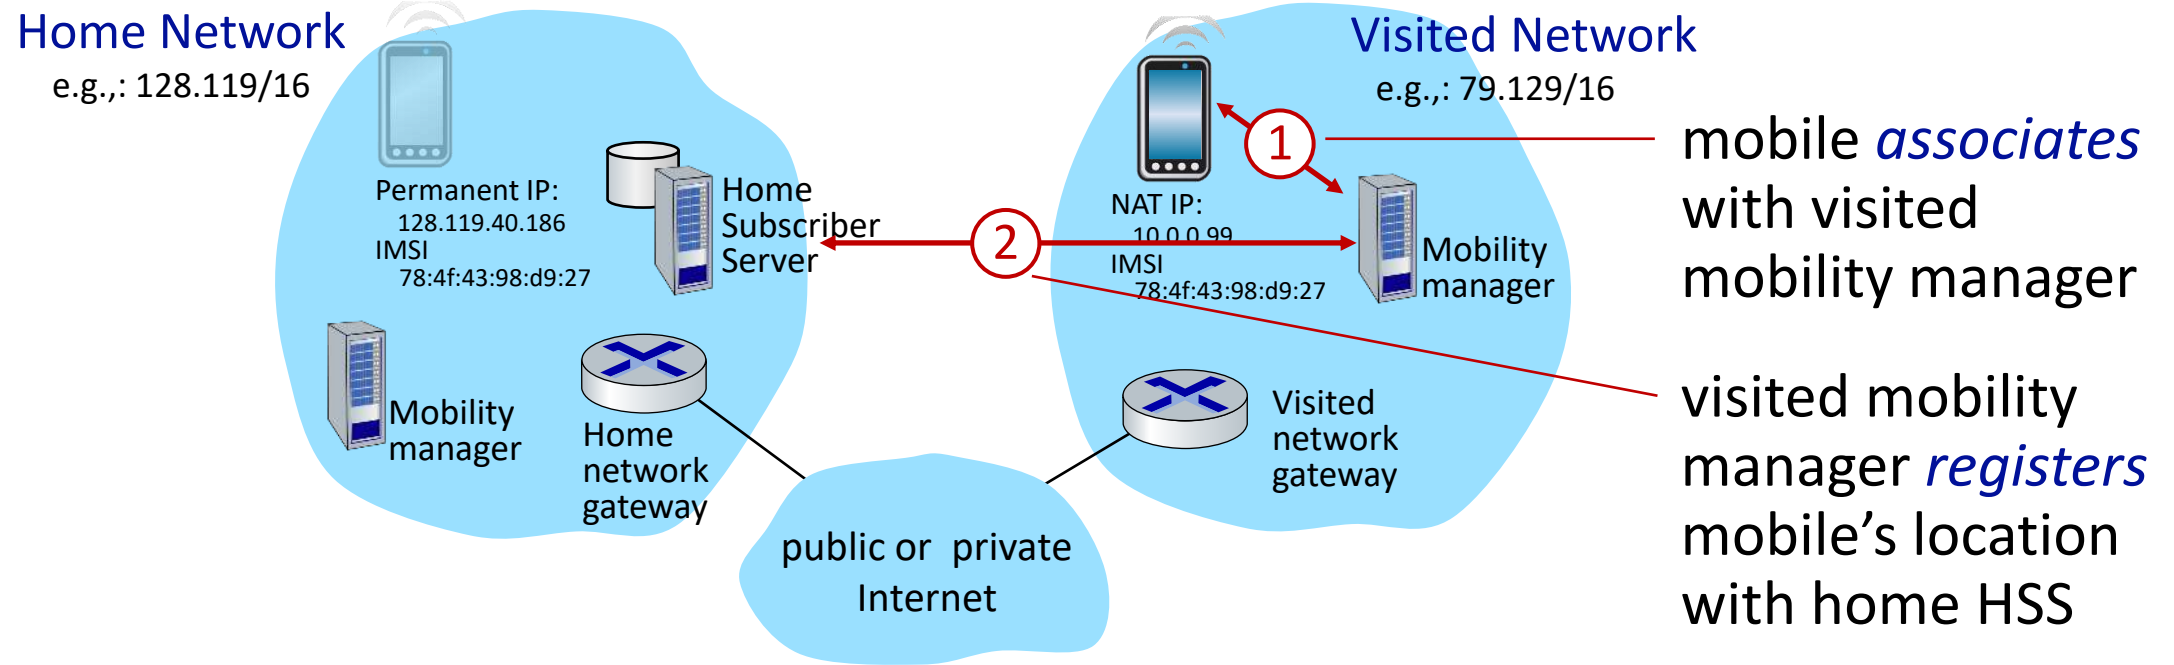 Home Network
e.g.,: 128.119/16
Permanent IP:
128.119.40.186
IMSI
78:4f:43:98:d9:27
Home
Subscriber
Server
Mobility
manager
Home
network
gateway
public or private
Internet
Visited Network
e.g.,: 79.129/16
1
NAT IP:
10.0.0.99
IMSI
78:4f:43:98:d9:27
2
Mobility
manager
Visited
network
gateway
mobile associates
with visited
mobility manager
visited mobility
manager registers
mobile’s location
with home HSS